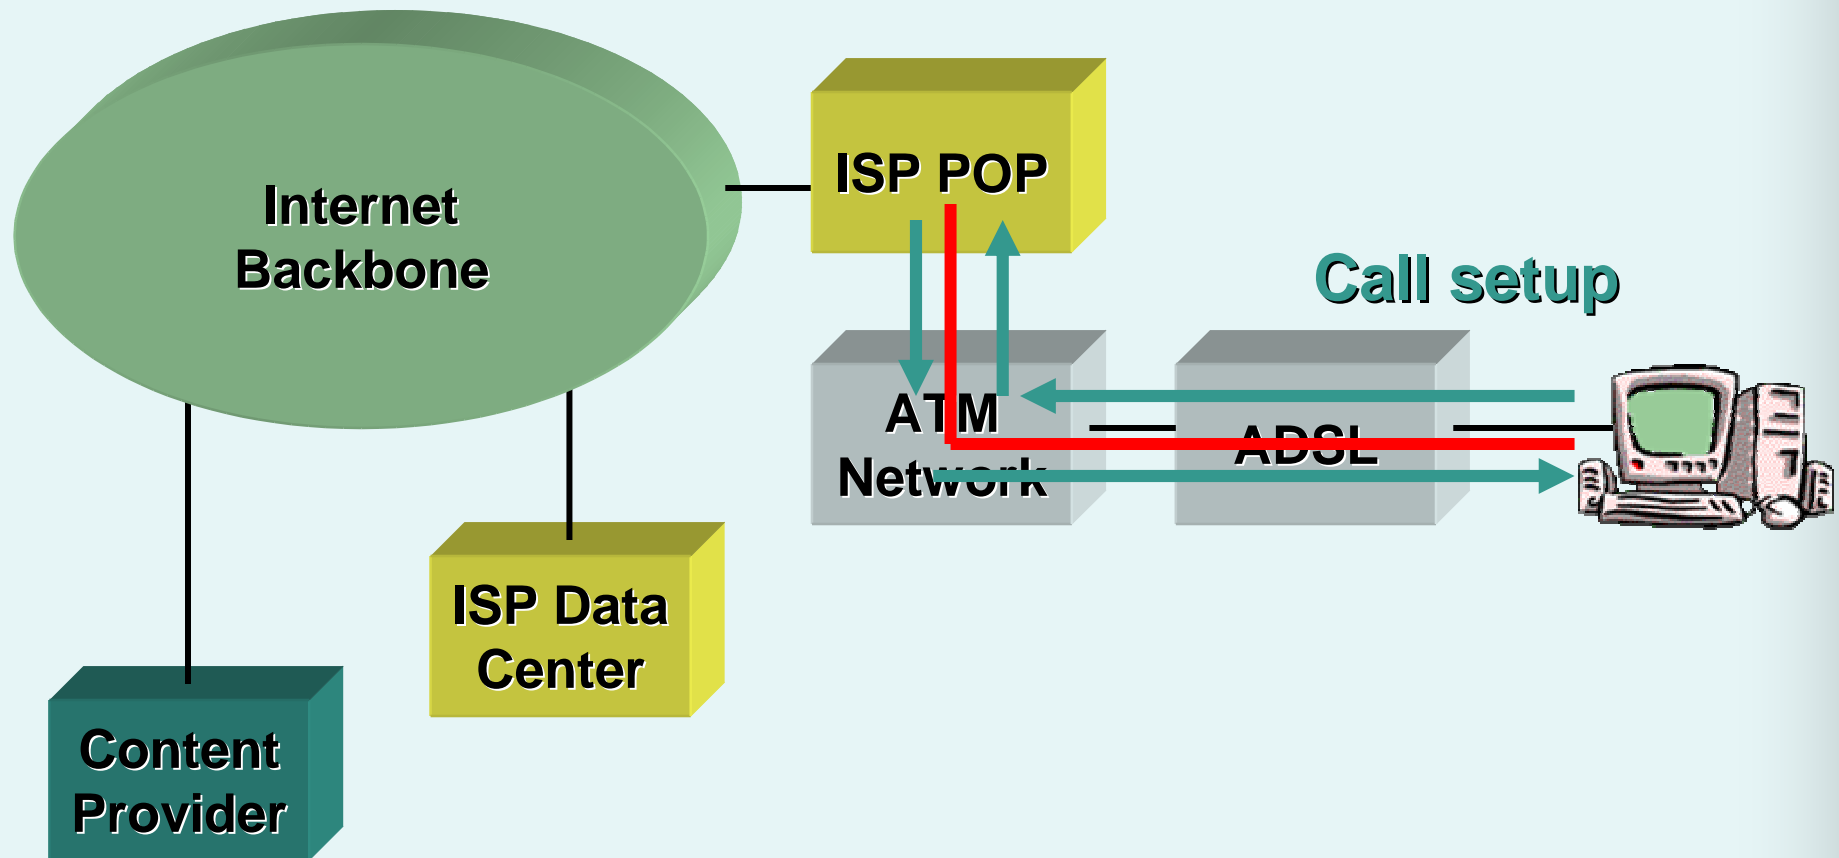 Internet
Backbone
ISP POP
Call setup
ATM
Network
ADSL
ISP Data
Center
Content
Provider